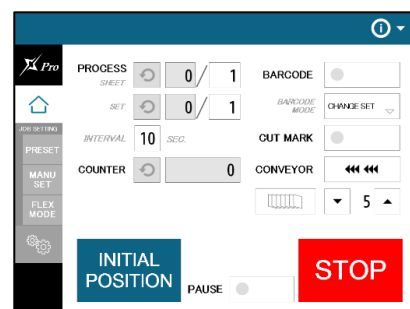 Pro
PROCESS SHEET 0/ 1 BARCODE
SET 0/ 1 BARCODE MODE CHANGE SET
JOB SETTING
INTERVAL 10 SEC. CUT MARK
PRESET
COUNTER 0 CONVEYOR
MANU SET
FLEX MODE
5
INITIAL POSITION
PAUSE
STOP